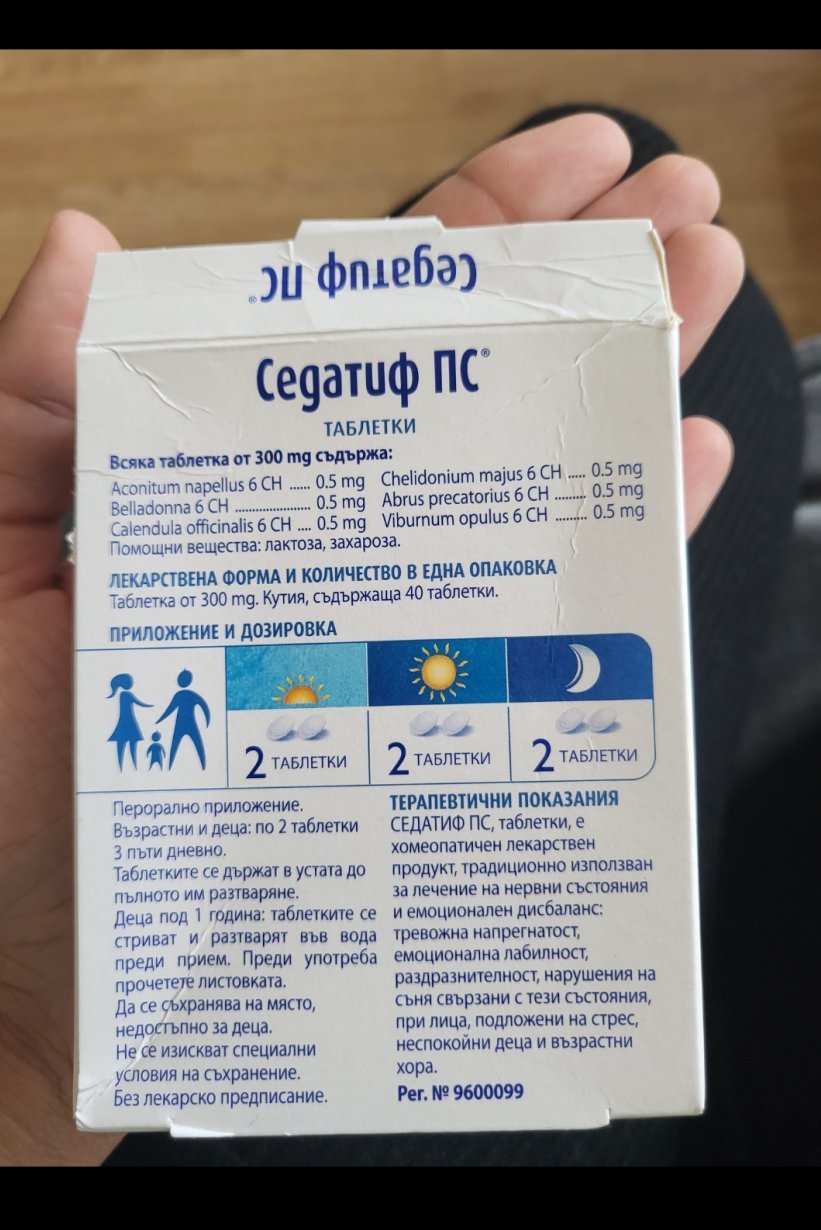 Седатиф ПС®
Седатиф ПС®
ТАБЛЕТКИ
Всяка таблетка от 300 mg съдържа:
Aconitum napellus 6 CH ...... 0.5 mg Chelidonium majus 6 CH ..... 0.5 mg
Belladonna 6 CH ...................... 0.5 mg Abrus precatorius 6 CH ......... 0.5 mg
Calendula officinalis 6 CH .... 0.5 mg Viburnum opulus 6 CH ......... 0.5 mg
Помощни вещества: лактоза, захароза.
ЛЕКАРСТВЕНА ФОРМА И КОЛИЧЕСТВО В ЕДНА ОПАКОВКА
Таблетка от 300 mg. Кутия, съдържаща 40 таблетки.
ПРИЛОЖЕНИЕ И ДОЗИРОВКА
2 ТАБЛЕТКИ 2 ТАБЛЕТКИ 2 ТАБЛЕТКИ
Перорално приложение.
Възрастни и деца: по 2 таблетки
3 пъти дневно.
Таблетките се държат в устата до
пълното им разтваряне.
Деца под 1 година: таблетките се
стриват и разтварят във вода
преди прием. Преди употреба
прочетете листовката.
Да се съхранява на място,
недостъпно за деца.
Не се изискват специални
условия на съхранение.
Без лекарско предписание.
ТЕРАПЕВТИЧНИ ПОКАЗАНИЯ
СЕДАТИФ ПС, таблетки, е
хомеопатичен лекарствен
продукт, традиционно използван
за лечение на нервни състояния
и емоционален дисбаланс:
тревожна напрегнатост,
емоционална лабилност,
раздразнителност, нарушения на
съня свързани с тези състояния,
при лица, подложени на стрес,
неспокойни деца и възрастни
хора.
Рег. № 9600099